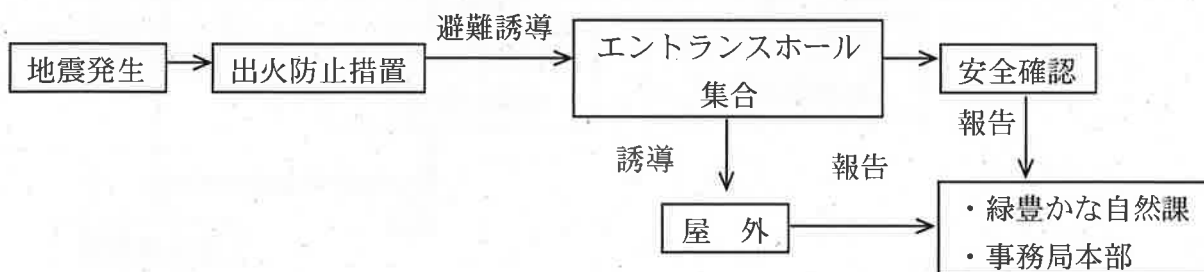 避難誘導
地震発生
出火防止措置
エントランスホール
集合
安全確認
報告
誘導
報告
屋　外
・緑豊かな自然課
・事務局本部